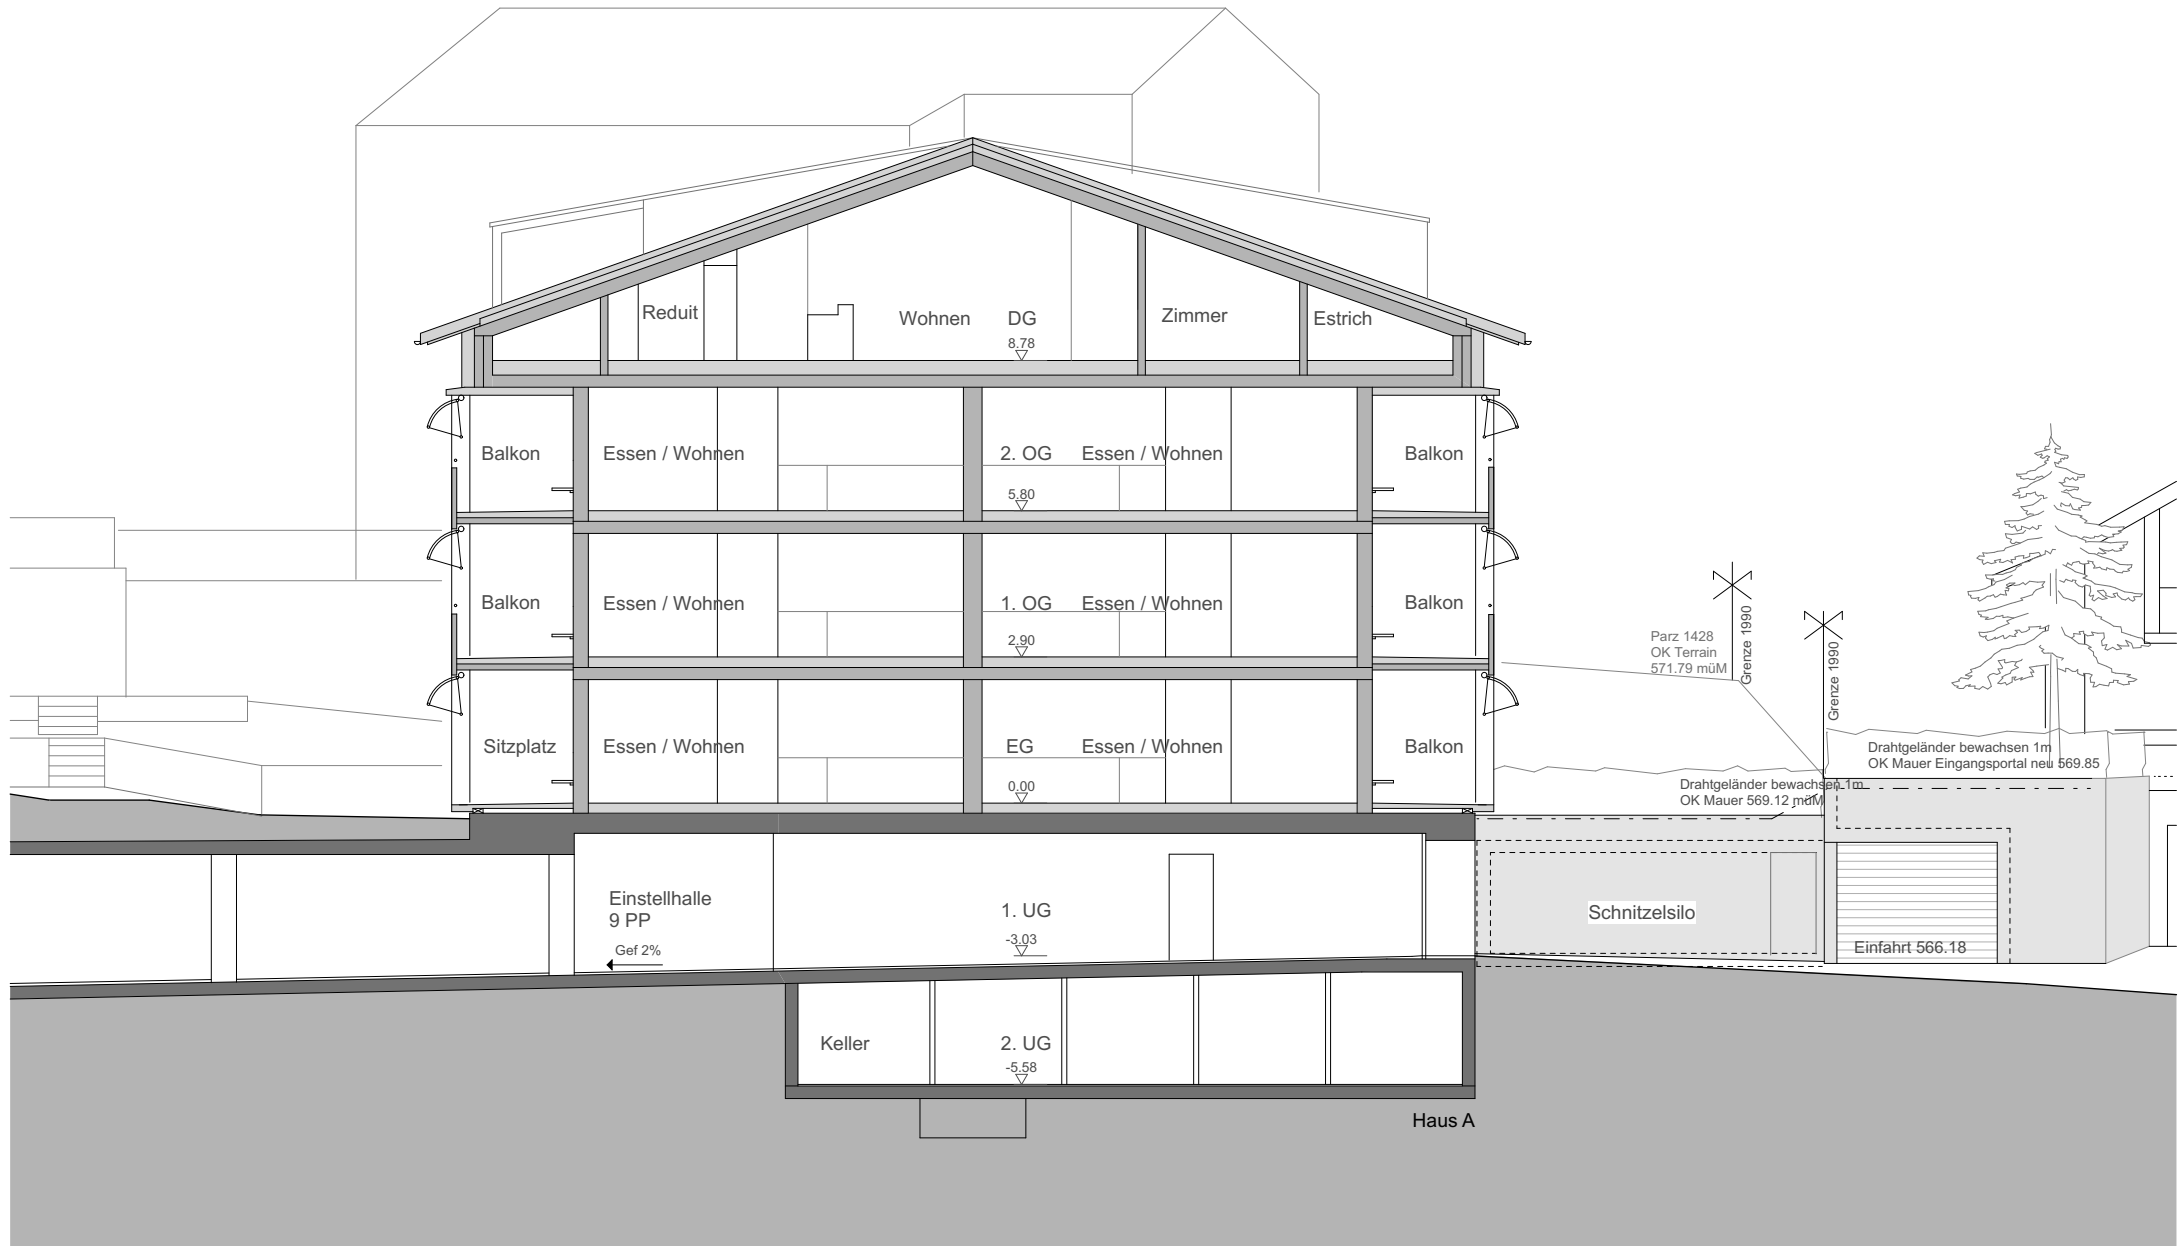 Reduit
Wohnen
DG
8.78
Zimmer
Estrich
Balkon
Essen / Wohnen
2. OG
5.80
Essen / Wohnen
Balkon
Balkon
Essen / Wohnen
1. OG
2.90
Essen / Wohnen
Balkon
Parz 1428
OK Terrain
571.79 müM
Grenze 1990
Grenze 1990
Sitzplatz
Essen / Wohnen
EG
0.00
Essen / Wohnen
Balkon
Drahtgeländer bewachsen 1m
OK Mauer Eingangsportal neu 569.85
Drahtgeländer bewachsen 1m
OK Mauer 569.12 müM
Einstellhalle
9 PP
Gef 2%
1. UG
-3.03
Schnitzelsilo
Einfahrt 566.18
Keller
2. UG
-5.58
Haus A